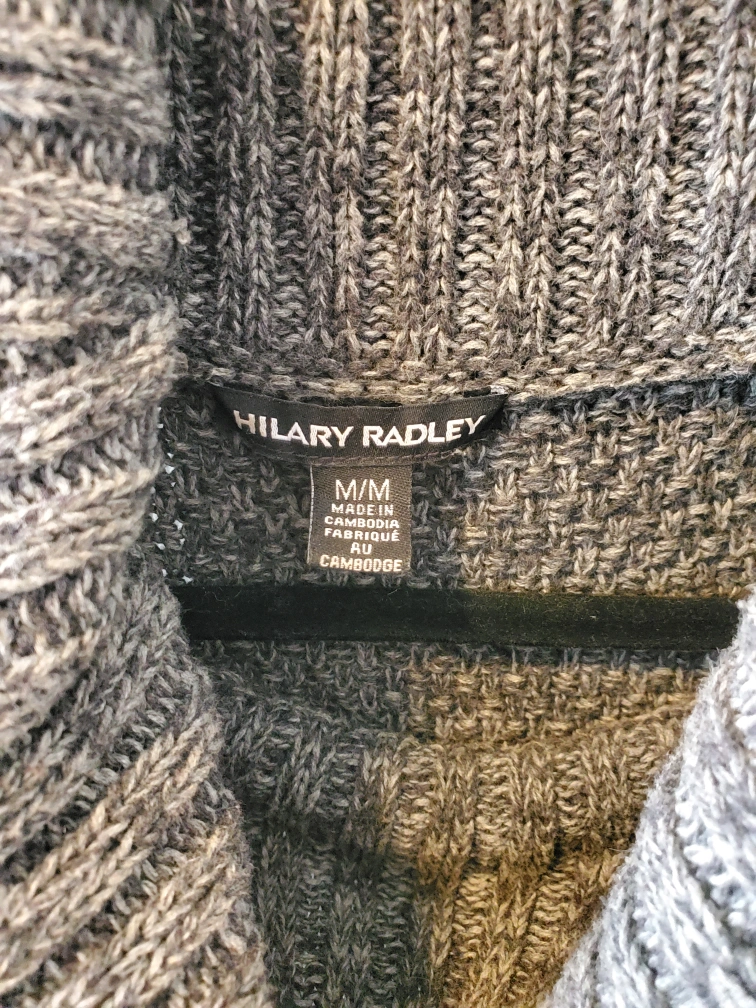 HILARY RADLEY
M/M
MADE IN
CAMBODIA
FABRIQUÉ
AU
CAMBODGE